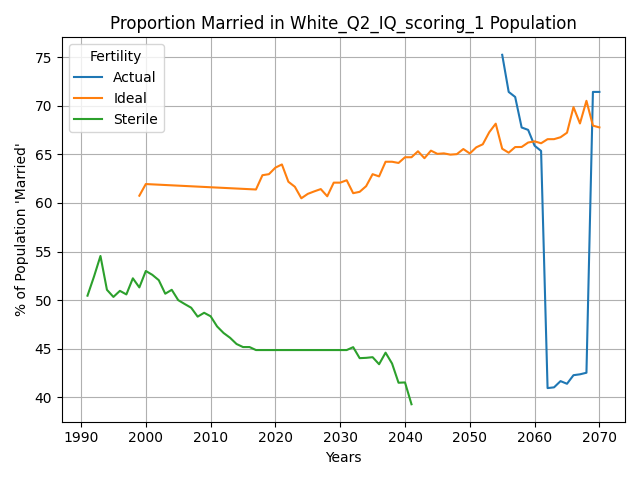 Proportion Married in White_Q2_IQ_scoring_1 Population
Fertility
Actual
Ideal
Sterile
% of Population 'Married'
75
70
65
60
55
50
45
40
1990 2000 2010 2020 2030 2040 2050 2060 2070
Years